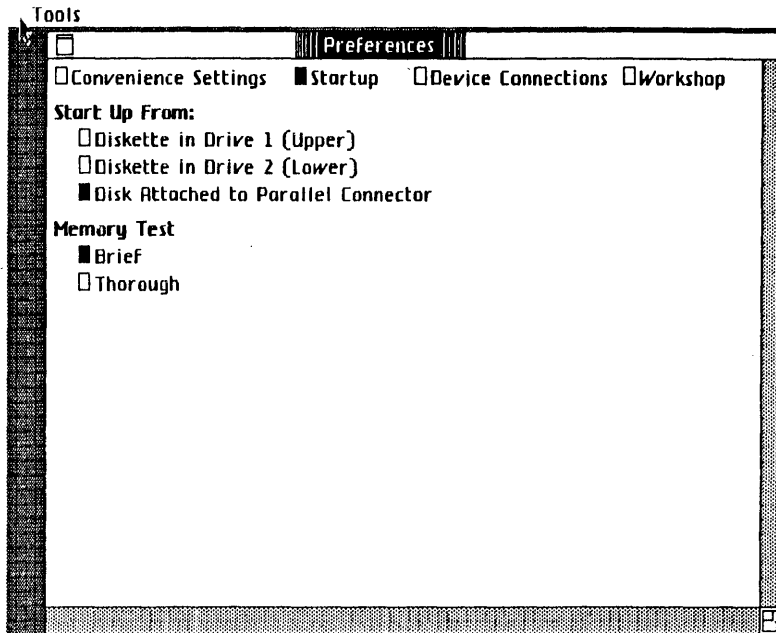 Tools
Preferences
Convenience Settings Startup Device Connections Workshop
Start Up From:
Diskette in Drive 1 (Upper)
Diskette in Drive 2 (Lower)
Disk Attached to Parallel Connector
Memory Test
Brief
Thorough